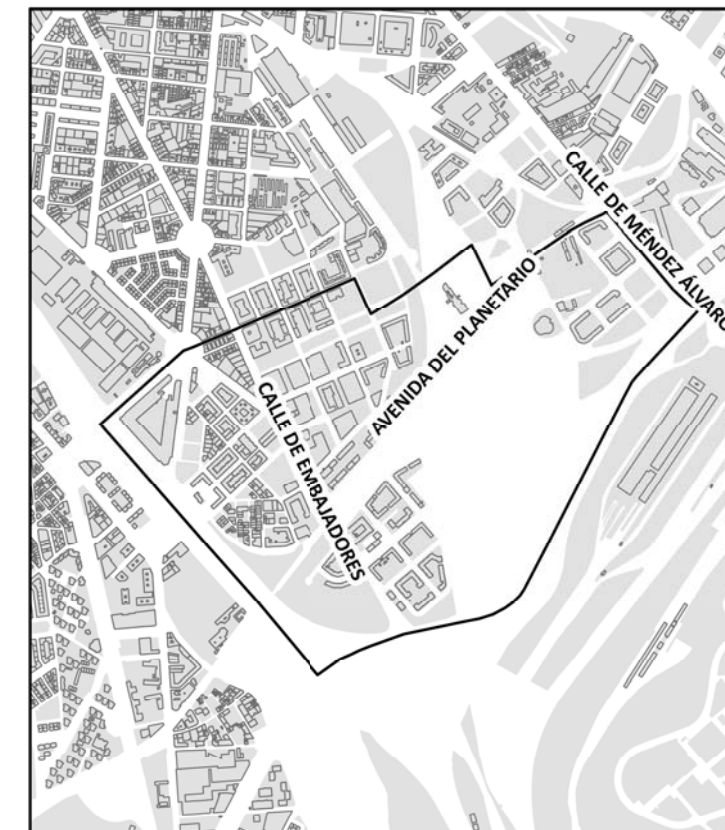 CALLE DE MÉNDEZ ÁLVARO
AVENIDA DEL PLANETARIO
CALLE DE EMBAJADORES